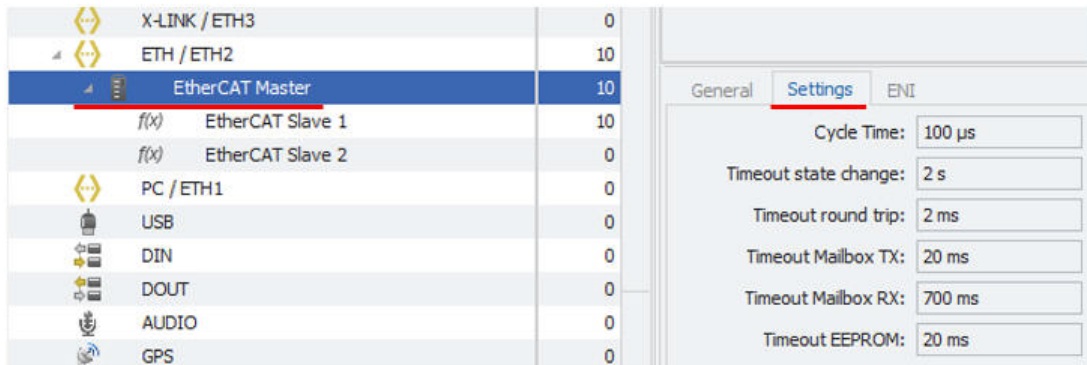 X-LINK / ETH3 0
ETH / ETH2 10
EtherCAT Master 10
f(x) EtherCAT Slave 1 10
f(x) EtherCAT Slave 2 0
PC / ETH1 0
USB 0
DIN 0
DOUT 0
AUDIO 0
GPS 0
General Settings ENI
Cycle Time: 100 µs
Timeout state change: 2 s
Timeout round trip: 2 ms
Timeout Mailbox TX: 20 ms
Timeout Mailbox RX: 700 ms
Timeout EEPROM: 20 ms